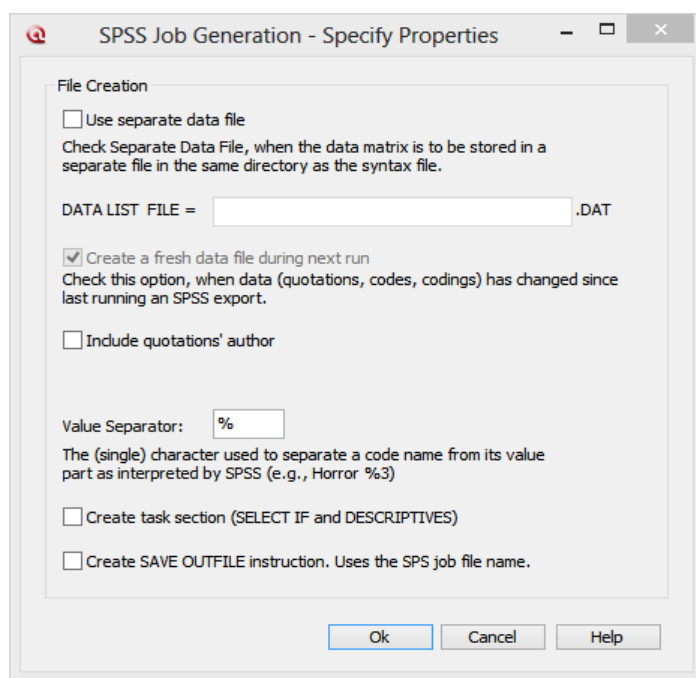 SPSS Job Generation - Specify Properties
File Creation
Use separate data file
Check Separate Data File, when the data matrix is to be stored in a
separate file in the same directory as the syntax file.
DATA LIST FILE = .DAT
Create a fresh data file during next run
Check this option, when data (quotations, codes, codings) has changed since
last running an SPSS export.
Include quotations' author
Value Separator: %
The (single) character used to separate a code name from its value
part as interpreted by SPSS (e.g., Horror %3)
Create task section (SELECT IF and DESCRIPTIVES)
Create SAVE OUTFILE instruction. Uses the SPS job file name.
Ok Cancel Help